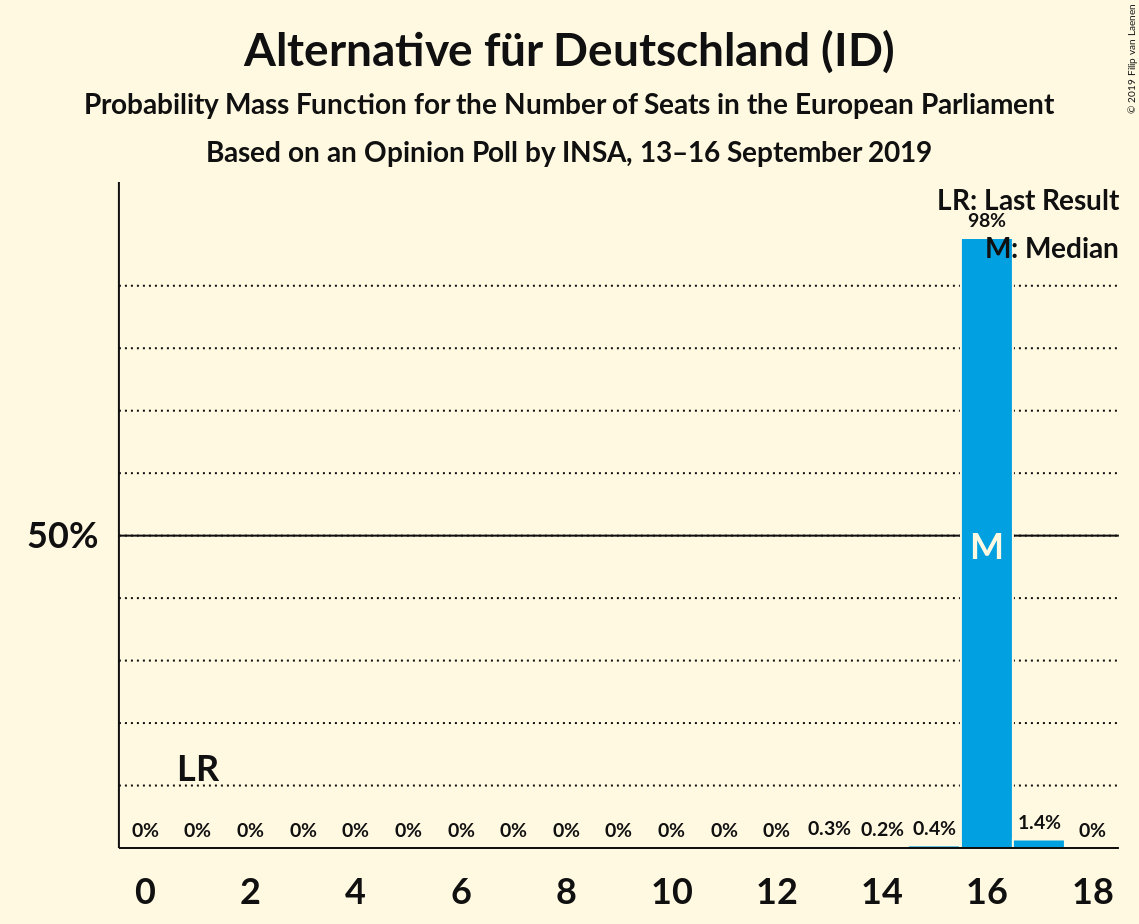 Alternative für Deutschland (ID)
Probability Mass Function for the Number of Seats in the European Parliament
Based on an Opinion Poll by INSA, 13–16 September 2019
© 2019 Filip van Laenen
LR: Last Result
98%
M: Median
50%
M
LR
0% 0% 0% 0% 0% 0% 0% 0% 0% 0% 0% 0% 0% 0.3% 0.2% 0.4% 1.4% 0%
0 2 4 6 8 10 12 14 16 18